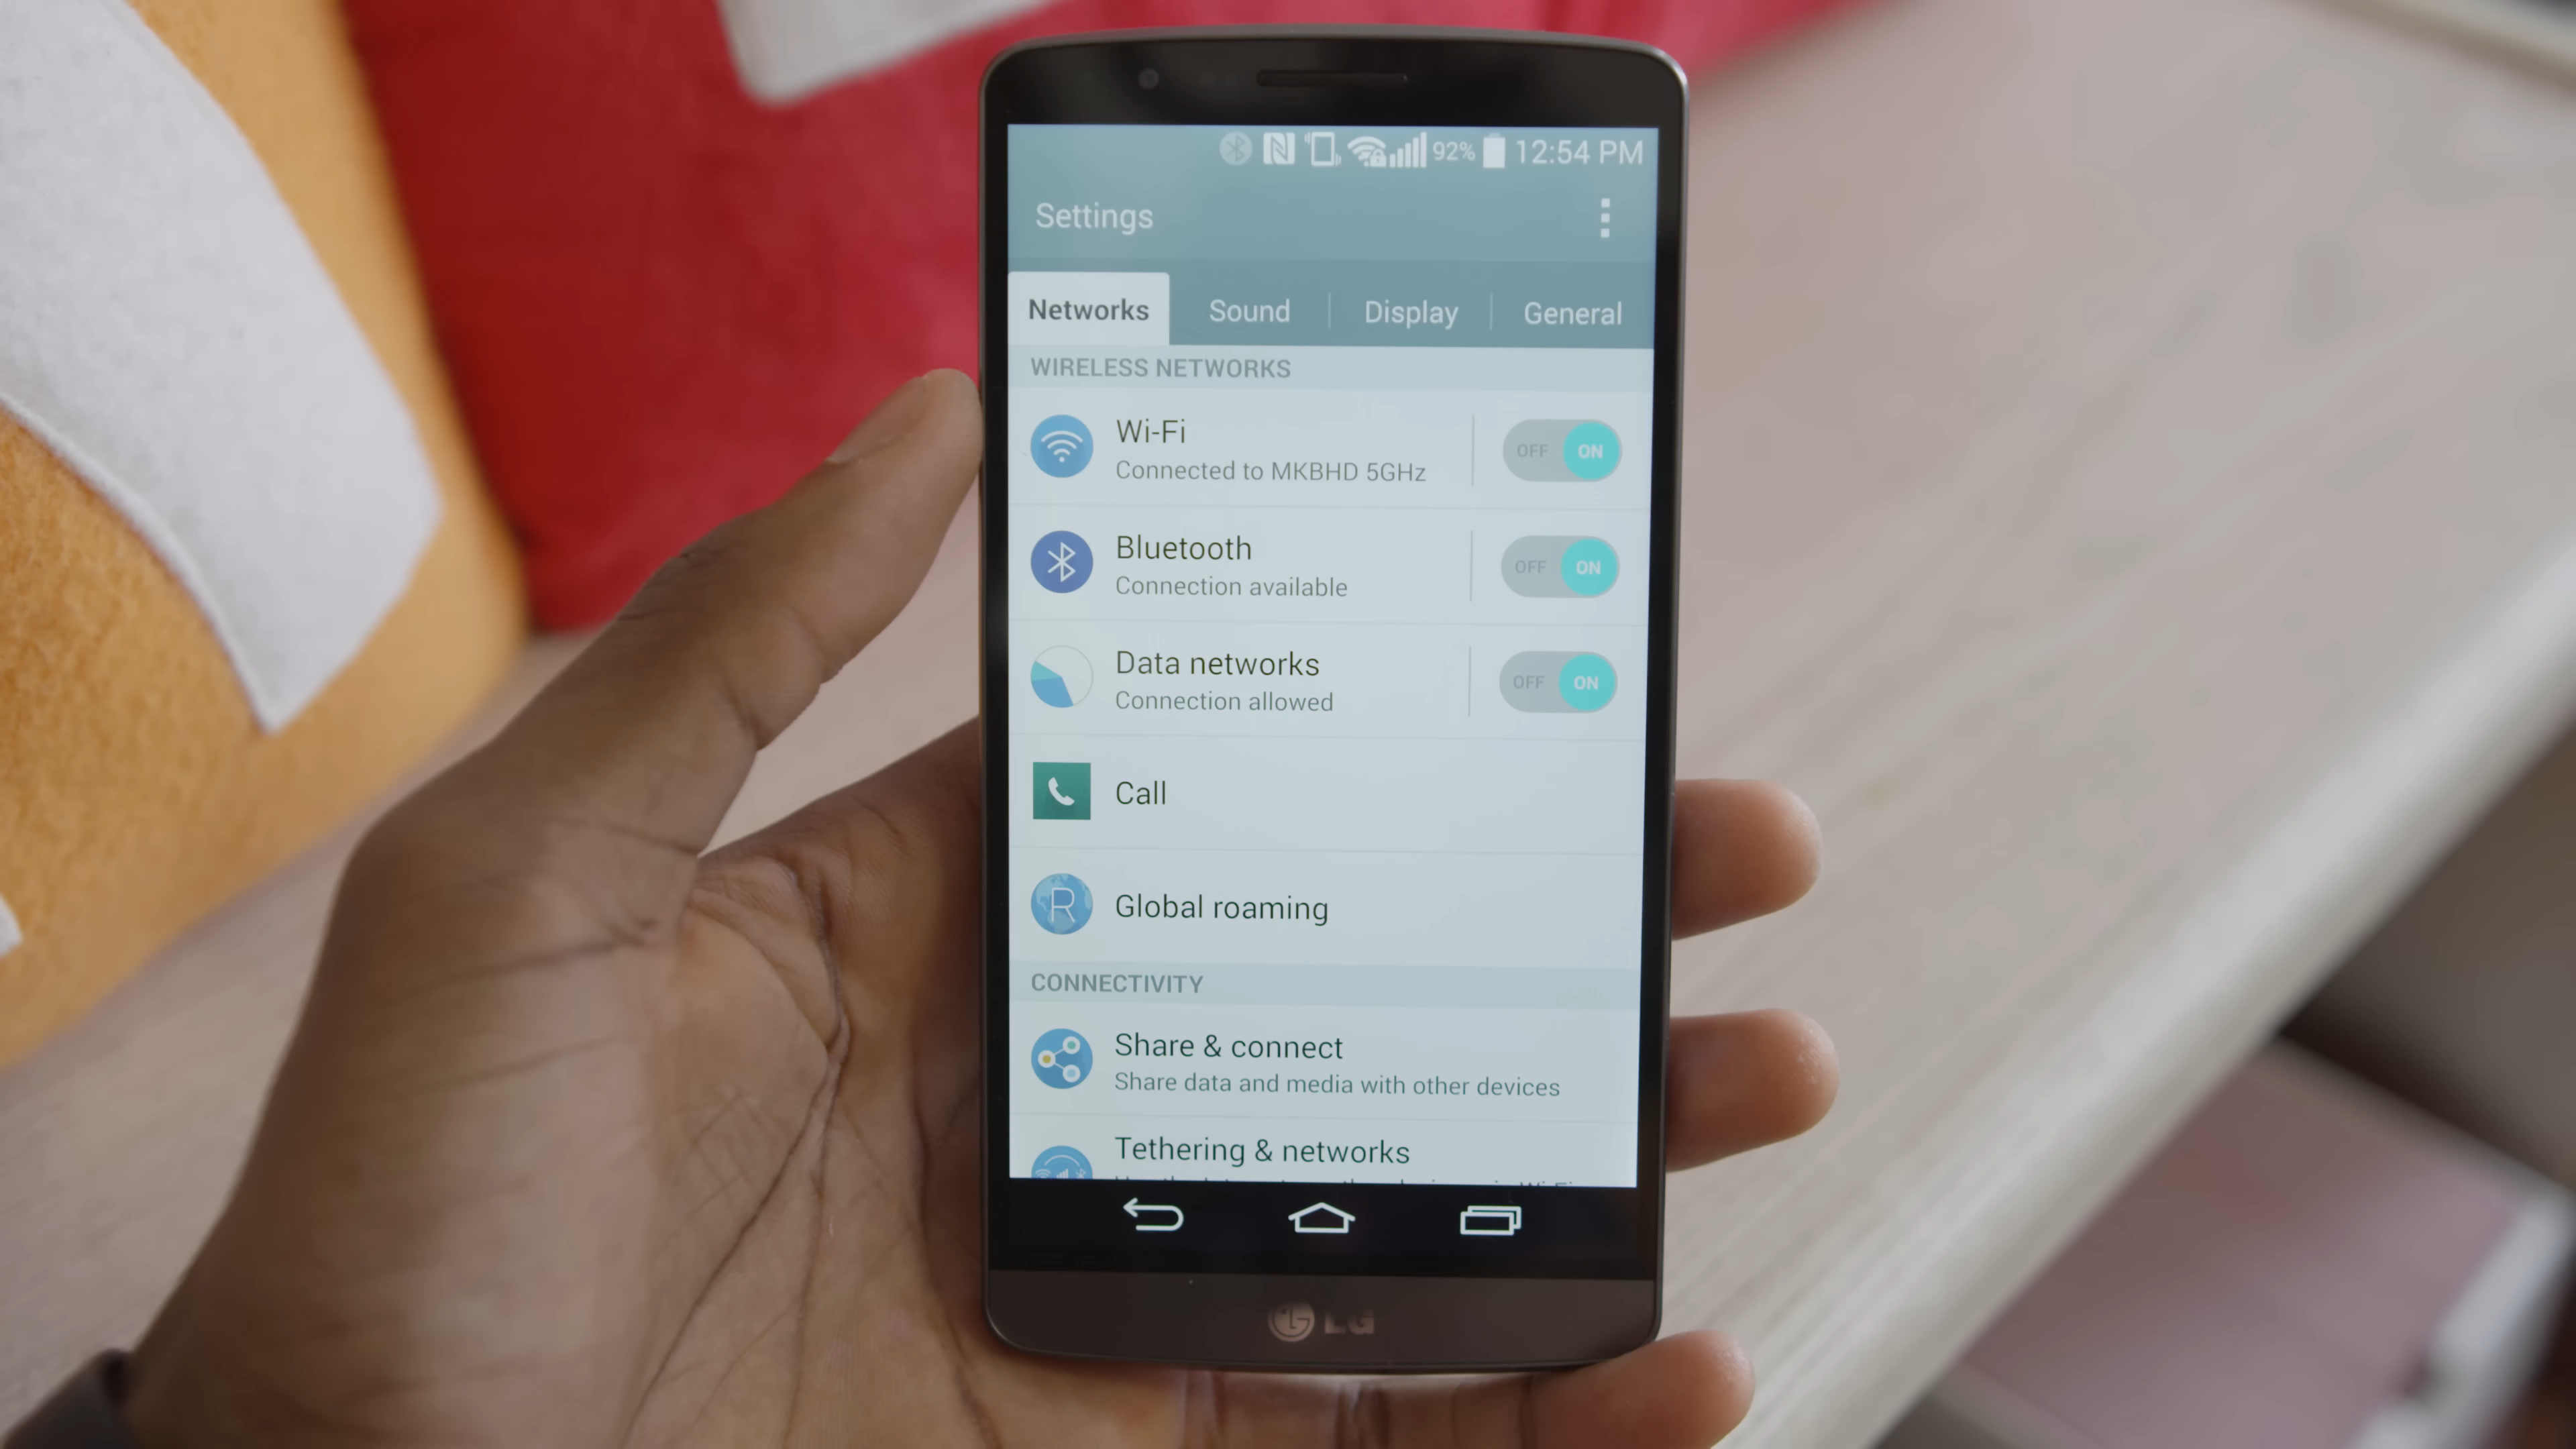 92% 12:54 PM
Settings
Networks Sound Display General
WIRELESS NETWORKS
Wi-Fi
Connected to MKBHD 5GHz
OFF ON
Bluetooth
Connection available
OFF ON
Data networks
Connection allowed
OFF ON
Call
R
Global roaming
CONNECTIVITY
Share & connect
Share data and media with other devices
Tethering & networks
LG